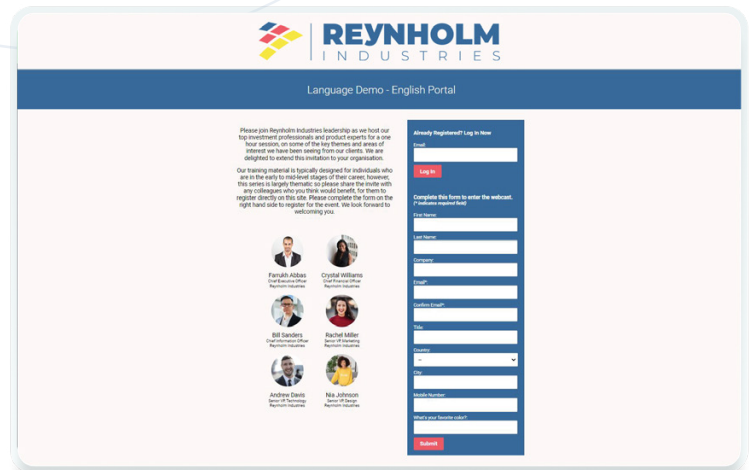 REYNHOLM
INDUSTRIES
Language Demo - English Portal
Please join Reynholm Industries leadership as we host our
top investment professionals and product experts for a one
hour session, on some of the key themes and areas of
interest we have been seeing from our clients. We are
delighted to extend this invitation to your organisation.
Our training material is typically designed for individuals who
are in the early to mid-level stages of their career, however,
this series is largely thematic so please share the invite with
any colleagues who you think would benefit, for them to
register directly on this site. Please complete the form on the
right hand side to register for the event. We look forward to
welcoming you.
Farrukh Abbas
Chief Executive Officer
Reynholm Industries
Crystal Williams
Chief Financial Officer
Reynholm Industries
Bill Sanders
Chief Information Officer
Reynholm Industries
Rachel Miller
Senior VP, Marketing
Reynholm Industries
Andrew Davis
Senior VP, Technology
Reynholm Industries
Nia Johnson
Senior VP, Design
Reynholm Industries
Already Registered? Log In Now
Email:
Log In
Complete this form to enter the webcast.
(* indicates required field)
First Name:
Last Name:
Company:
Email*:
Confirm Email*:
Title:
Country:
--
City:
Mobile Number:
What's your favorite color?
Submit